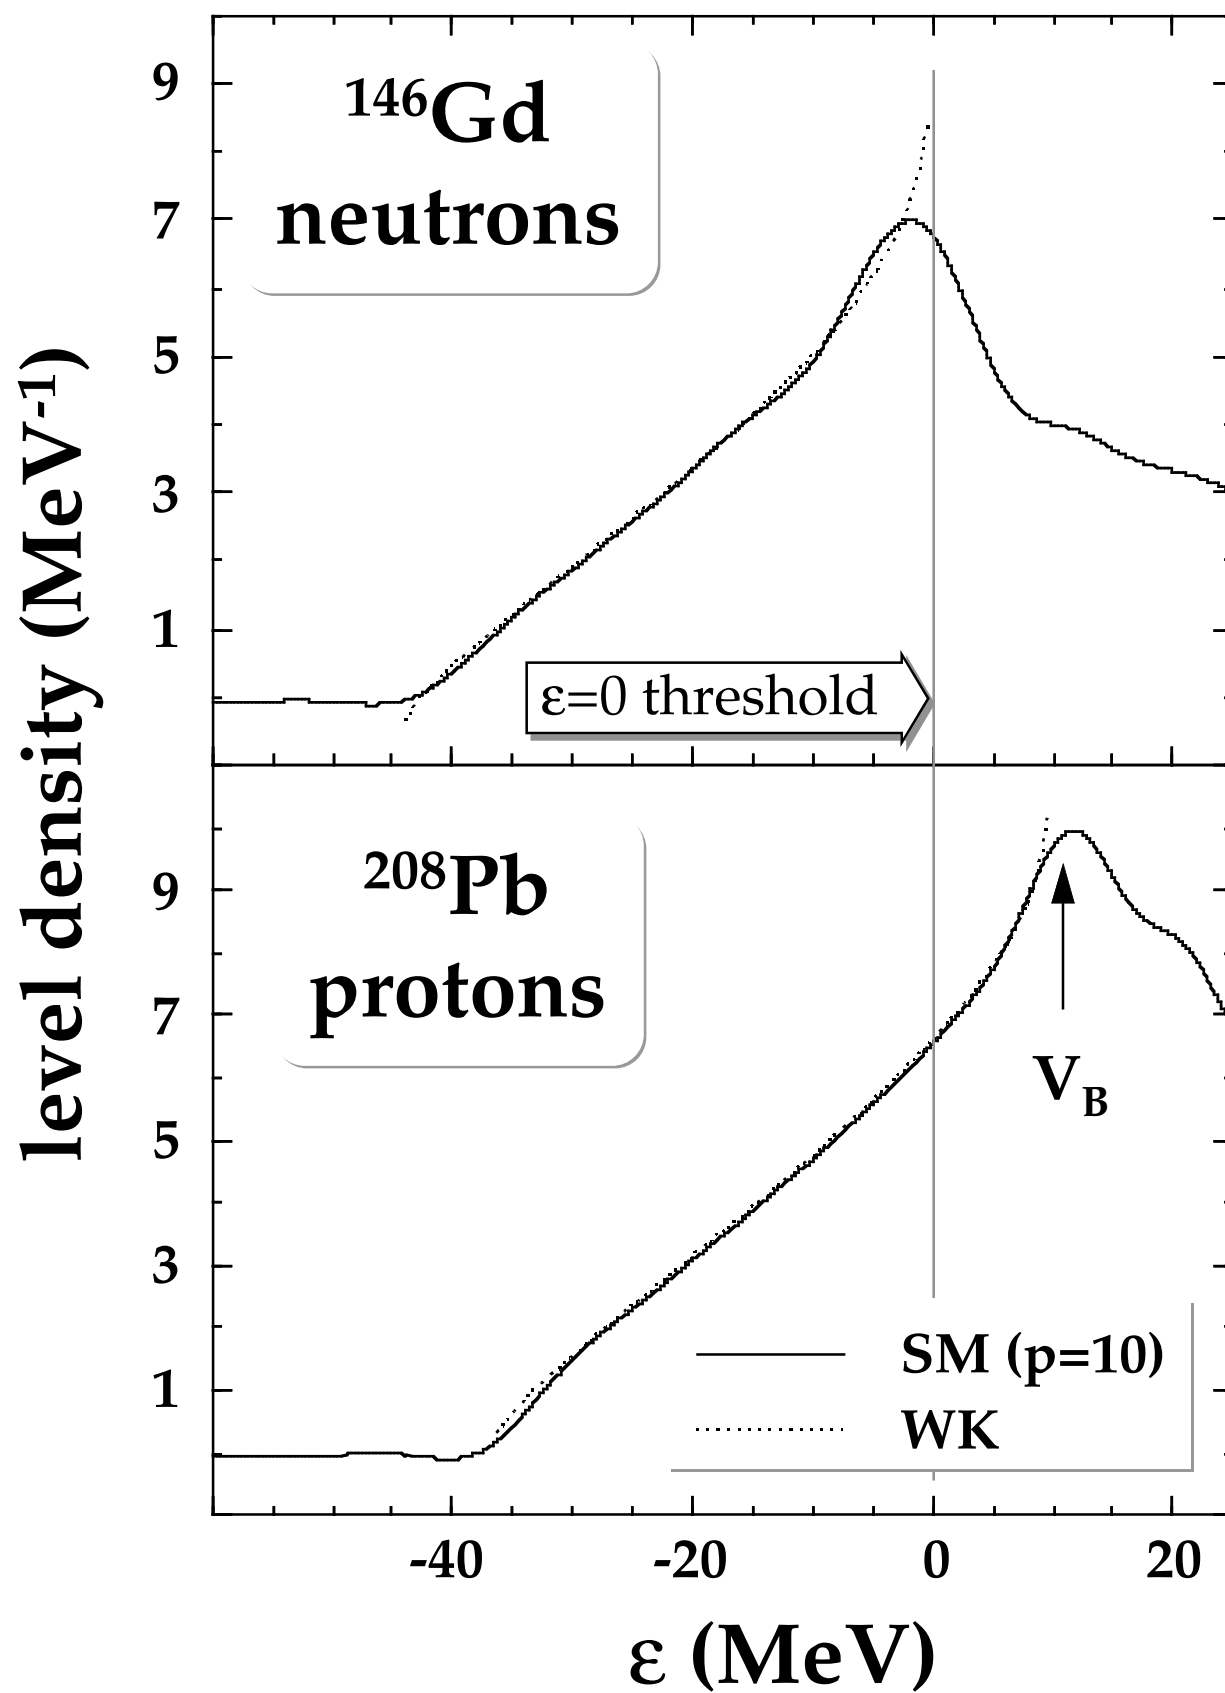 level density (MeV⁻¹)
¹⁴⁶Gd
neutrons
9
7
5
3
1
ε=0 threshold
²⁰⁸Pb
protons
9
7
5
3
1
V_B
SM (p=10)
WK
-40 -20 0 20
ε (MeV)